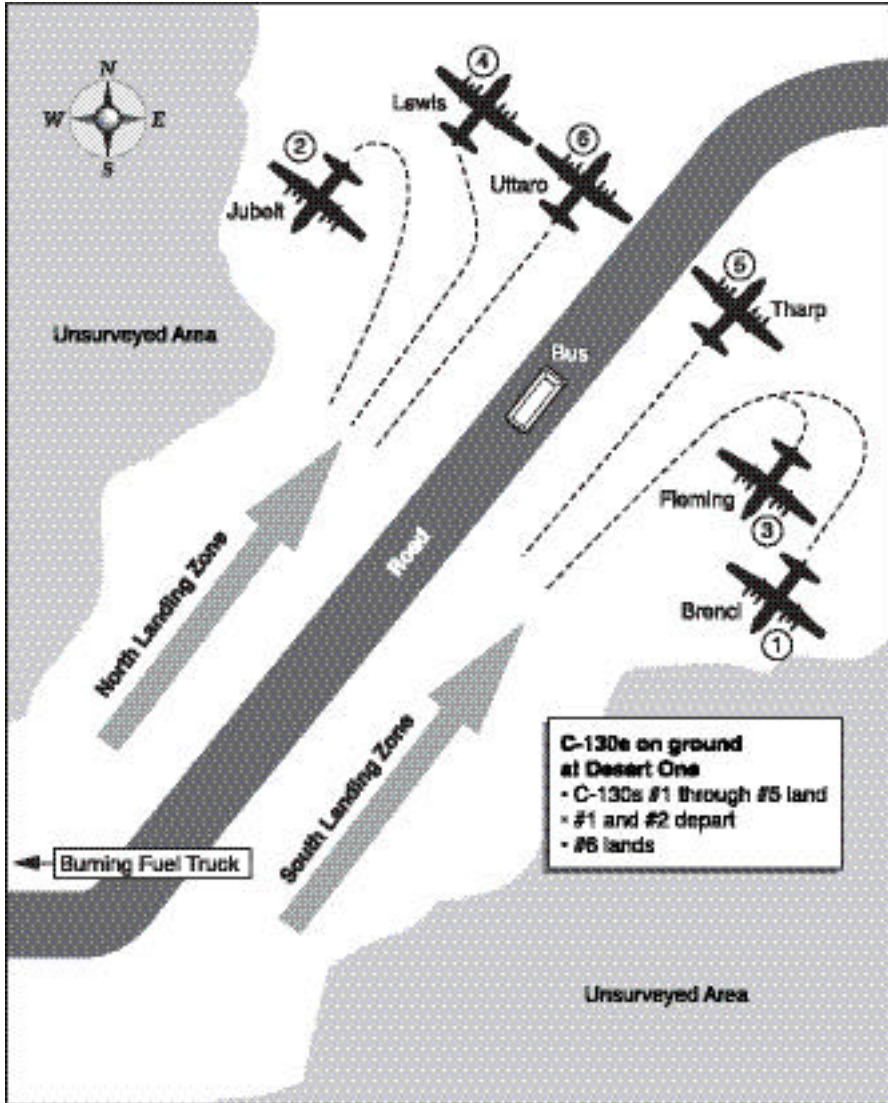 N
W E
S
4
Lewis
2
6
Jubelt
Uttaro
5
Tharp
Unsurveyed Area
Bus
Fleming
3
Road
Brenci
1
North Landing Zone
South Landing Zone
C-130s on ground
at Desert One
• C-130s #1 through #5 land
• #1 and #2 depart
• #6 lands
Burning Fuel Truck
Unsurveyed Area